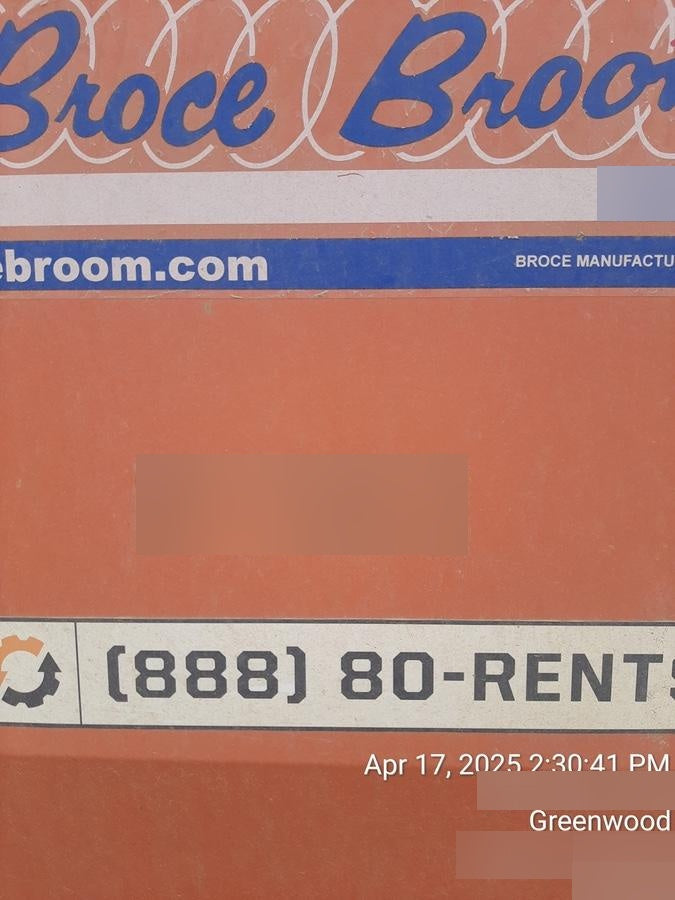 Broce Broo
ebroom.com
BROCE MANUFACTU
(888) 80-RENTS
Apr 17, 2025 2:30:41 PM
Greenwood